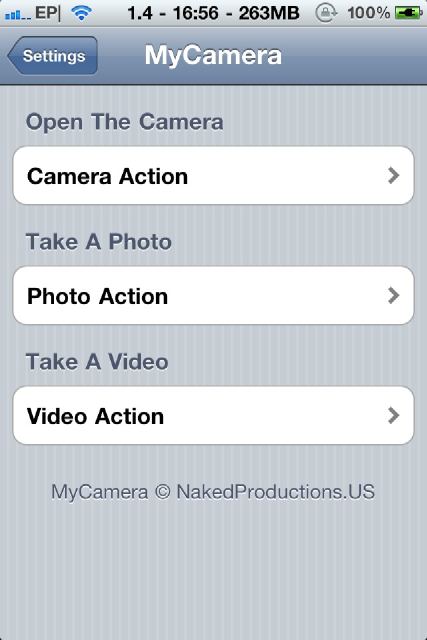 EP| 1.4 - 16:56 - 263MB 100%
Settings MyCamera
Open The Camera
Camera Action
Take A Photo
Photo Action
Take A Video
Video Action
MyCamera © NakedProductions.US